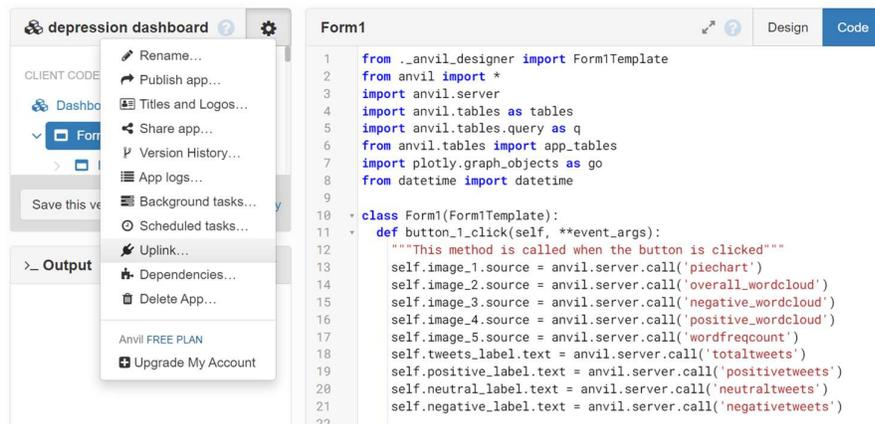 depression dashboard ?
Rename…
Publish app…
Titles and Logos…
Share app…
Version History…
App logs…
Background tasks…
Scheduled tasks…
Uplink…
Dependencies…
Delete App…
Anvil FREE PLAN
Upgrade My Account
CLIENT CODE
Dashbo
For
Save this ve
y
>_ Output
Form1 ?
Design
Code
1 from ._anvil_designer import Form1Template
2 from anvil import *
3 import anvil.server
4 import anvil.tables as tables
5 import anvil.tables.query as q
6 from anvil.tables import app_tables
7 import plotly.graph_objects as go
8 from datetime import datetime
9
10 class Form1(Form1Template):
11 def button_1_click(self, **event_args):
12 """This method is called when the button is clicked"""
13 self.image_1.source = anvil.server.call('piechart')
14 self.image_2.source = anvil.server.call('overall_wordcloud')
15 self.image_3.source = anvil.server.call('negative_wordcloud')
16 self.image_4.source = anvil.server.call('positive_wordcloud')
17 self.image_5.source = anvil.server.call('wordfreqcount')
18 self.tweets_label.text = anvil.server.call('totaltweets')
19 self.positive_label.text = anvil.server.call('positivetweets')
20 self.neutral_label.text = anvil.server.call('neutraltweets')
21 self.negative_label.text = anvil.server.call('negativetweets')